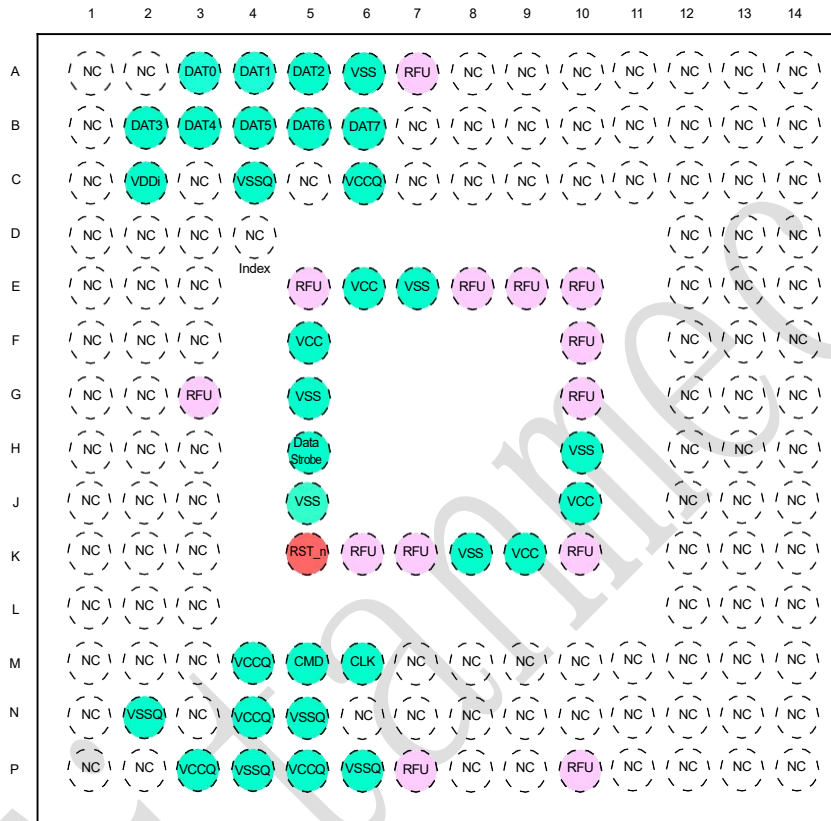 1 2 3 4 5 6 7 8 9 10 11 12 13 14
A NC NC DAT0 DAT1 DAT2 VSS RFU NC NC NC NC NC NC NC
B NC DAT3 DAT4 DAT5 DAT6 DAT7 NC NC NC NC NC NC NC NC
C NC VDDi NC VSSQ NC VCCQ NC NC NC NC NC NC NC NC
D NC NC NC NC NC NC NC
Index
E NC NC NC RFU VCC VSS RFU RFU RFU NC NC NC
F NC NC NC VCC RFU NC NC NC
G NC NC RFU VSS RFU NC NC NC
H NC NC NC Data Strobe VSS NC NC NC
J NC NC NC VSS VCC NC NC NC
K NC NC NC RST_n RFU RFU VSS VCC RFU NC NC NC
L NC NC NC NC NC NC
M NC NC NC VCCQ CMD CLK NC NC NC NC NC NC NC NC
N NC VSSQ NC VCCQ VSSQ NC NC NC NC NC NC NC NC NC
P NC NC VCCQ VSSQ VCCQ VSSQ RFU NC NC RFU NC NC NC NC